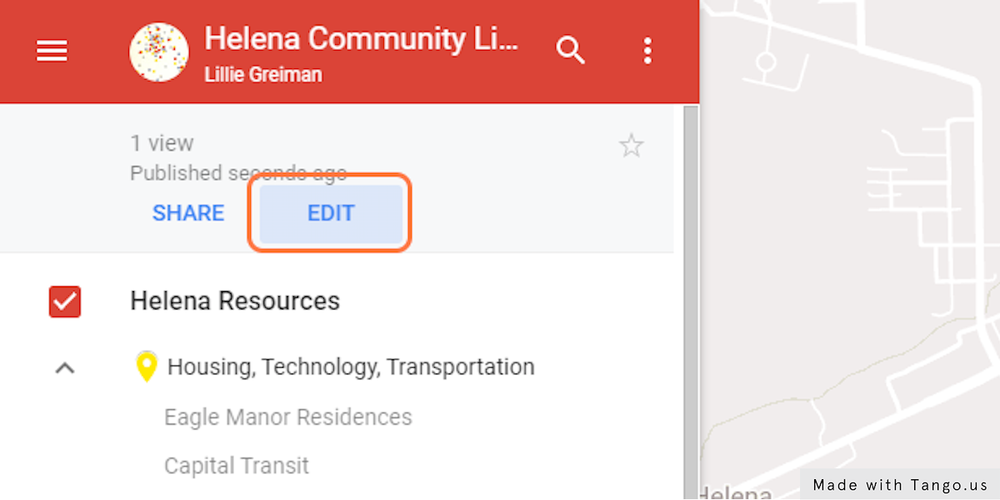 Helena Community Li...
Lillie Greiman
1 view
Published seconds ago
SHARE
EDIT
Helena Resources
Housing, Technology, Transportation
Eagle Manor Residences
Capital Transit
Helena
Made with Tango.us